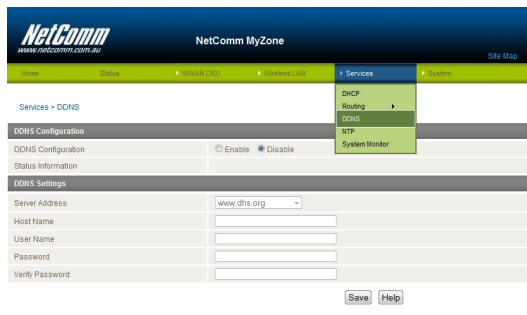 NetComm
www.netcomm.com.au
NetComm MyZone
Site Map
Home Status WWAN (3G) Wireless LAN Services System
DHCP
Routing
DDNS
NTP
System Monitor
Services > DDNS
DDNS Configuration
DDNS Configuration Enable Disable
Status Information
DDNS Settings
Server Address www.dhs.org
Host Name
User Name
Password
Verify Password
Save Help